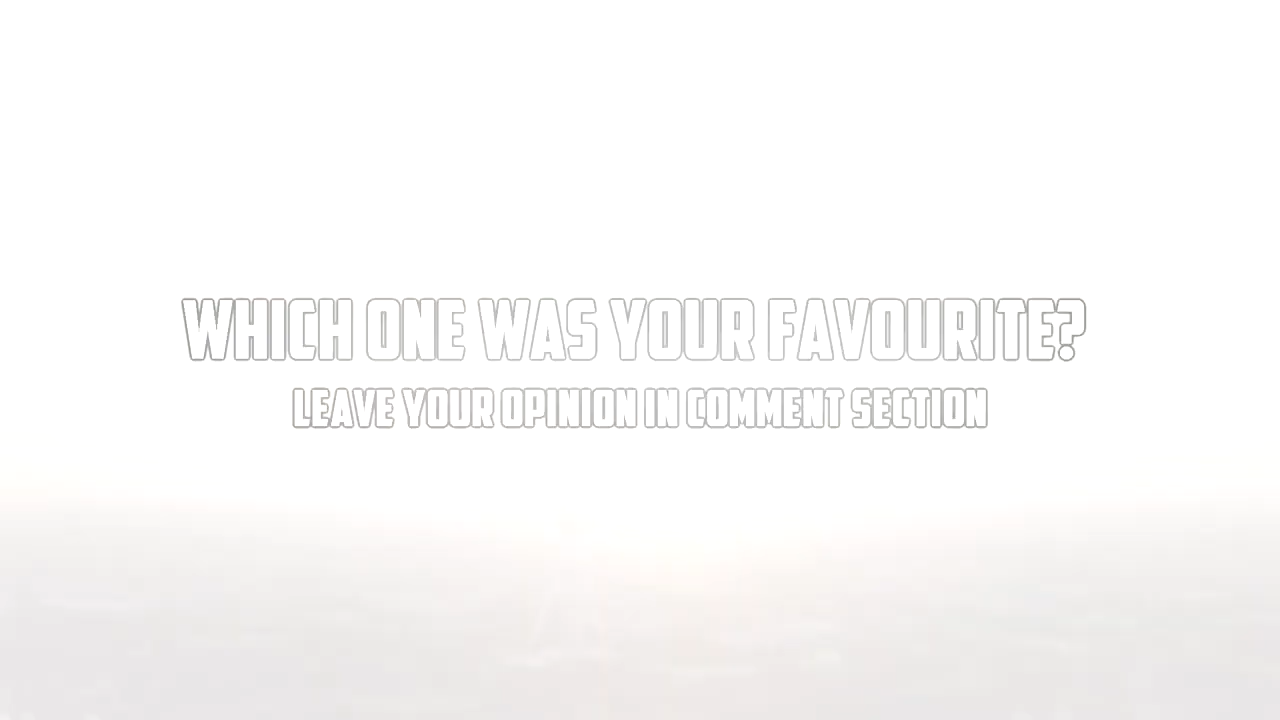 WHICH ONE WAS YOUR FAVOURITE?
LEAVE YOUR OPINION IN COMMENT SECTION